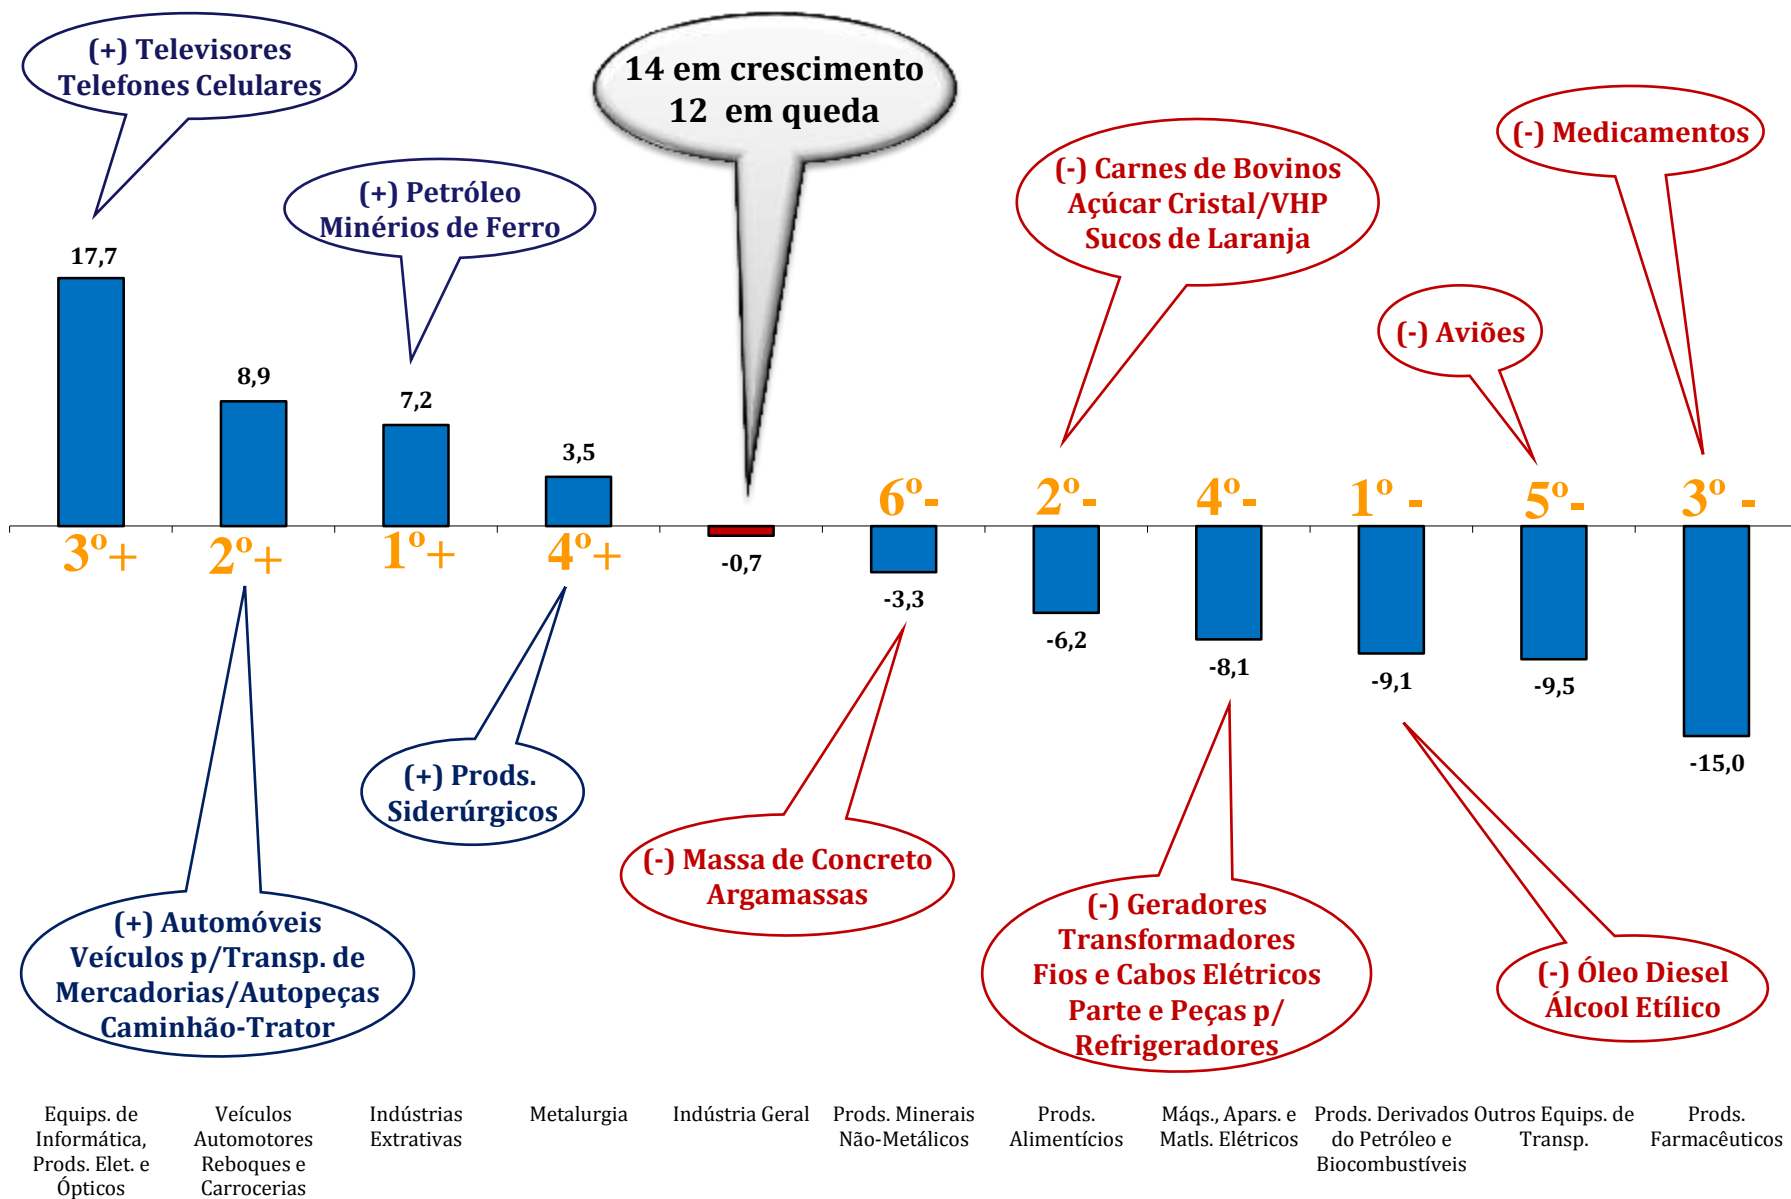 (+) Televisores
Telefones Celulares
14 em crescimento
12 em queda
(-) Medicamentos
(-) Carnes de Bovinos
Açúcar Cristal/VHP
Sucos de Laranja
(+) Petróleo
Minérios de Ferro
(-) Aviões
17,7
8,9
7,2
3,5
6º-
2º-
4º-
1º -
5º-
3º -
3º+
2º+
1º+
4º+
-0,7
-3,3
-6,2
-8,1
-9,1
-9,5
-15,0
(+) Prods.
Siderúrgicos
(-) Massa de Concreto
Argamassas
(+) Automóveis
Veículos p/Transp. de
Mercadorias/Autopeças
Caminhão-Trator
(-) Geradores
Transformadores
Fios e Cabos Elétricos
Parte e Peças p/
Refrigeradores
(-) Óleo Diesel
Álcool Etílico
Equips. de
Informática,
Prods. Elet. e
Ópticos
Veículos
Automotores
Reboques e
Carrocerias
Indústrias
Extrativas
Metalurgia
Indústria Geral
Prods. Minerais
Não-Metálicos
Prods.
Alimentícios
Máqs., Apars. e
Matls. Elétricos
Prods. Derivados
do Petróleo e
Biocombustíveis
Outros Equips. de
Transp.
Prods.
Farmacêuticos